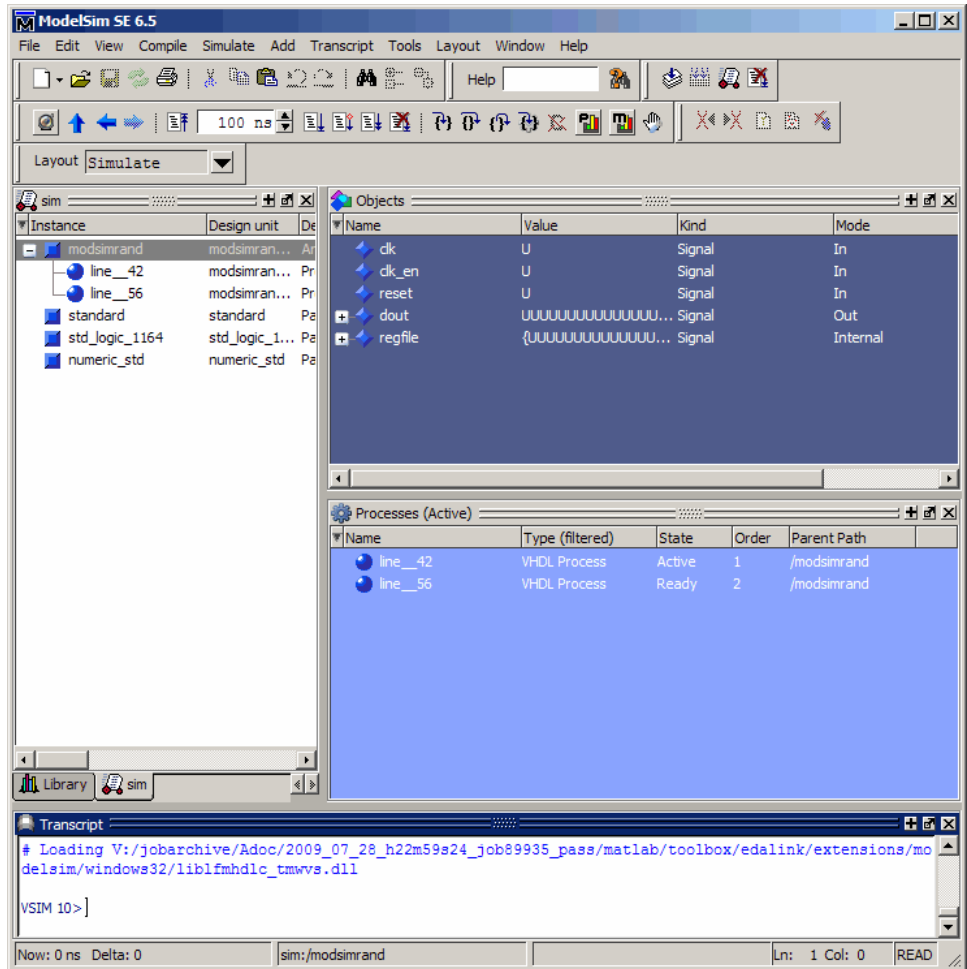 ModelSim SE 6.5
File Edit View Compile Simulate Add Transcript Tools Layout Window Help
Help
100 ns
Layout Simulate
sim
Instance Design unit De
modsimrand modsimran... Ar
line__42 modsimran... Pr
line__56 modsimran... Pr
standard standard Pa
std_logic_1164 std_logic_1... Pa
numeric_std numeric_std Pa
Library sim
Objects
Name Value Kind Mode
clk U Signal In
clk_en U Signal In
reset U Signal In
dout UUUUUUUUUUUUUUU... Signal Out
regfile {UUUUUUUUUUUUUU... Signal Internal
Processes (Active)
Name Type (filtered) State Order Parent Path
line__42 VHDL Process Active 1 /modsimrand
line__56 VHDL Process Ready 2 /modsimrand
Transcript
# Loading V:/jobarchive/Adoc/2009_07_28_h22m59s24_job89935_pass/matlab/toolbox/edalink/extensions/mo
delsim/windows32/liblfmhdlc_tmwvs.dll
VSIM 10>
Now: 0 ns Delta: 0 sim:/modsimrand Ln: 1 Col: 0 READ